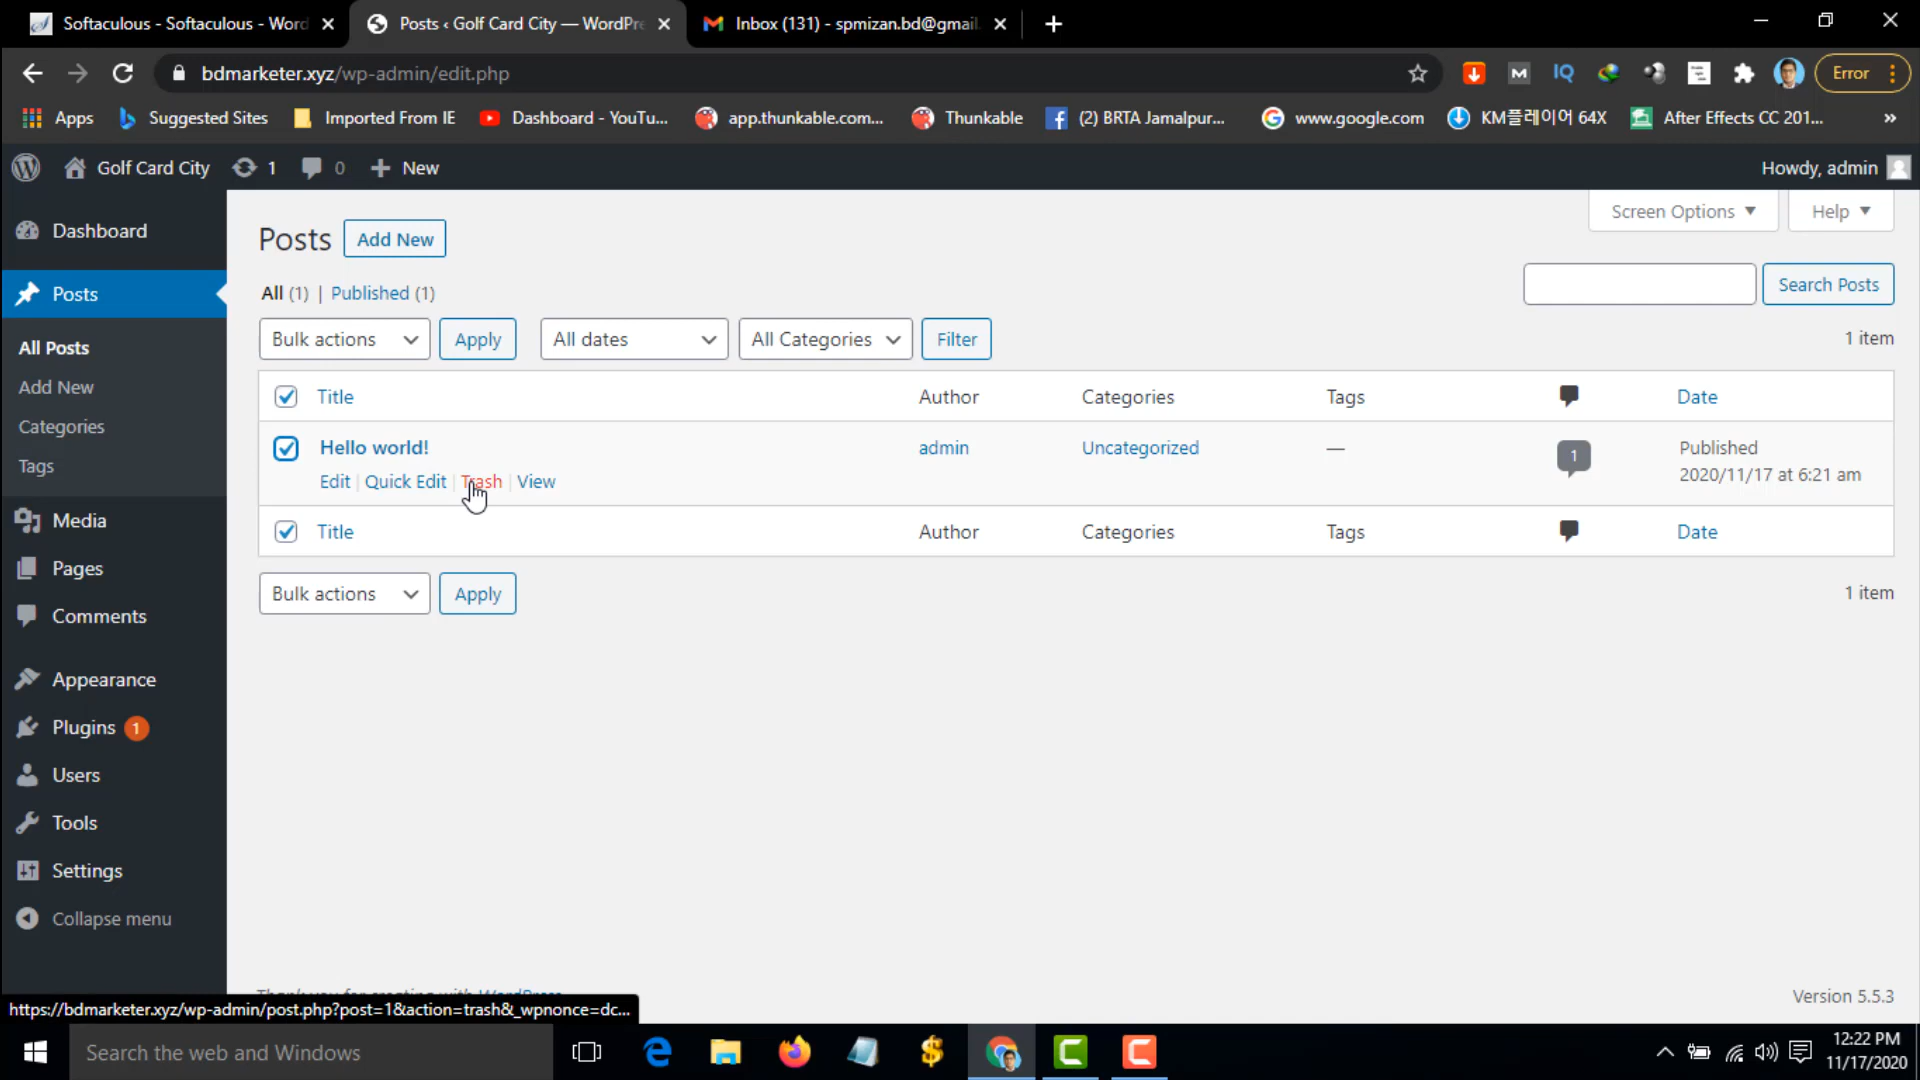 Softaculous - Softaculous - Word
Posts ‹ Golf Card City — WordPre
Inbox (131) - spmizan.bd@gmail
bdmarketer.xyz/wp-admin/edit.php
Error
Apps
Suggested Sites
Imported From IE
Dashboard - YouTu...
app.thunkable.com...
Thunkable
(2) BRTA Jamalpur...
www.google.com
KM플레이어 64X
After Effects CC 201...
»
Golf Card City
1
0
New
Howdy, admin
Dashboard
Posts
All Posts
Add New
Categories
Tags
Media
Pages
Comments
Appearance
Plugins 1
Users
Tools
Settings
Collapse menu
Screen Options
Help
Posts
Add New
All (1) | Published (1)
Search Posts
Bulk actions
Apply
All dates
All Categories
Filter
1 item
Title
Author
Categories
Tags
Date
Hello world!
admin
Uncategorized
—
1
Published
2020/11/17 at 6:21 am
Edit | Quick Edit | Trash | View
Title
Author
Categories
Tags
Date
Bulk actions
Apply
1 item
Thank you for creating with WordPress
Version 5.5.3
https://bdmarketer.xyz/wp-admin/post.php?post=1&action=trash&_wpnonce=dc...
Search the web and Windows
12:22 PM
11/17/2020